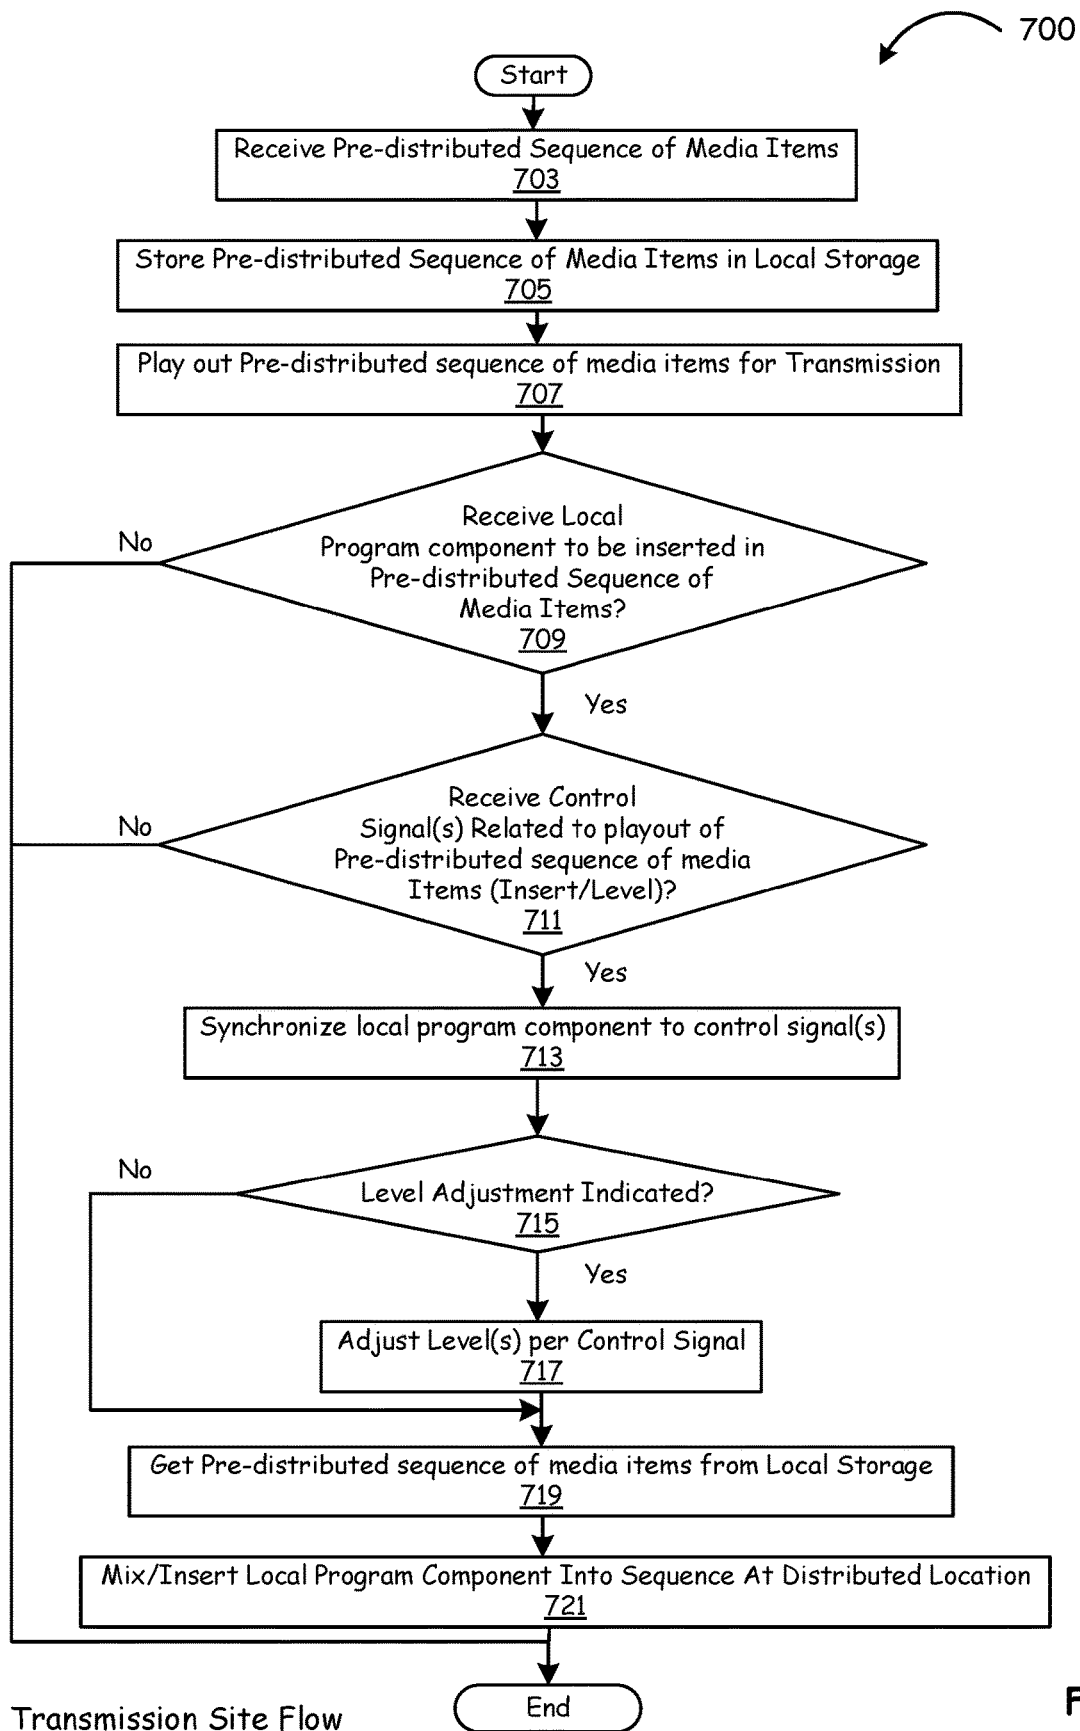 700
Start
Receive Pre-distributed Sequence of Media Items
703
Store Pre-distributed Sequence of Media Items in Local Storage
705
Play out Pre-distributed sequence of media items for Transmission
707
Receive Local
Program component to be inserted in
Pre-distributed Sequence of
Media Items?
709
No
Yes
Receive Control
Signal(s) Related to playout of
Pre-distributed sequence of media
Items (Insert/Level)?
711
No
Yes
Synchronize local program component to control signal(s)
713
Level Adjustment Indicated?
715
No
Yes
Adjust Level(s) per Control Signal
717
Get Pre-distributed sequence of media items from Local Storage
719
Mix/Insert Local Program Component Into Sequence At Distributed Location
721
End
Transmission Site Flow